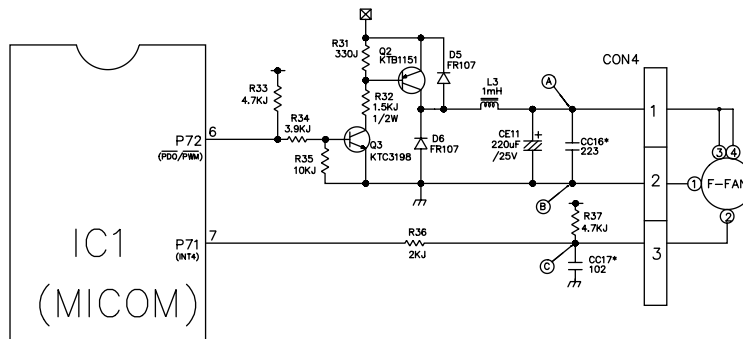 R31
330J
Q2
KTB1151
D5
FR107
R33
4.7KJ
R32
1.5KJ
1/2W
L3
1mH
A
CON4
R34
3.9KJ
P72
6
(PDO/PWM)
Q3
KTC3198
R35
10KJ
D6
FR107
CE11
220uF
/25V
+
CC16*
223
1
3
4
2
1
F-FAN
B
2
R37
4.7KJ
P71
7
(INT4)
R36
2KJ
3
C
CC17*
102
IC1
(MICOM)